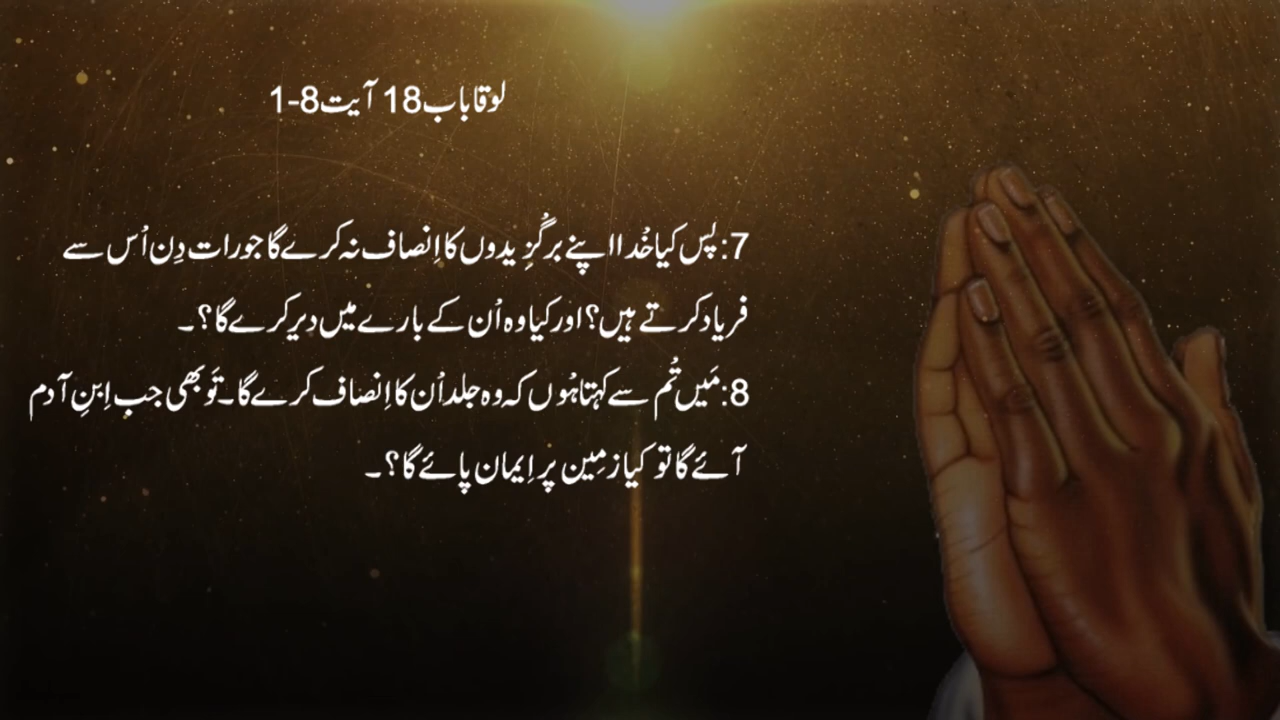 لوقا باب 18 آیت 8-1
7: پس کیا خُدا اپنے برگُزِیدوں کا اِنصاف نہ کرے گا جو رات دِن اُس سے
فریاد کرتے ہیں؟ اور کیا وہ اُن کے بارے میں دیر کرے گا؟۔
8: مَیں تُم سے کہتا ہُوں کہ وہ جلد اُن کا اِنصاف کرے گا۔ تَو بھی جب اِبنِ آدم
آئے گا تو کیا زمِین پر اِیمان پائے گا؟۔